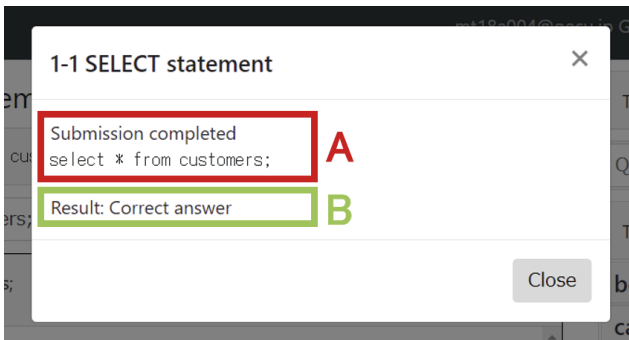 1-1 SELECT statement
×
Submission completed
select * from customers;
A
Result: Correct answer
B
Close